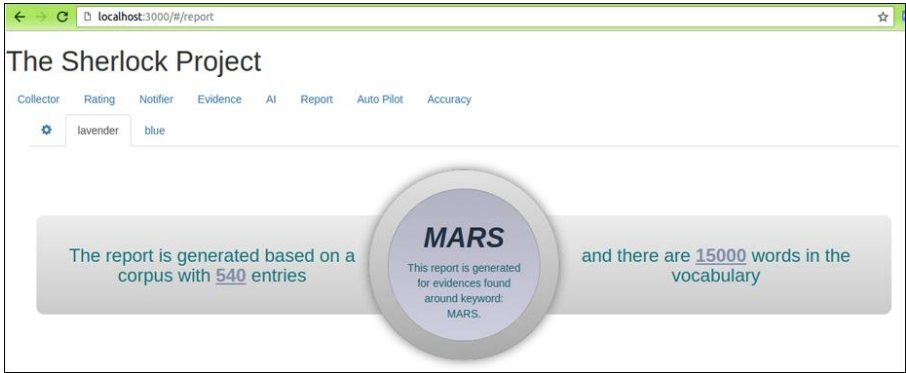 localhost:3000/#/report
The Sherlock Project
Collector Rating Notifier Evidence AI Report Auto Pilot Accuracy
lavender blue
The report is generated based on a
corpus with 540 entries
MARS
This report is generated
for evidences found
around keyword:
MARS.
and there are 15000 words in the
vocabulary